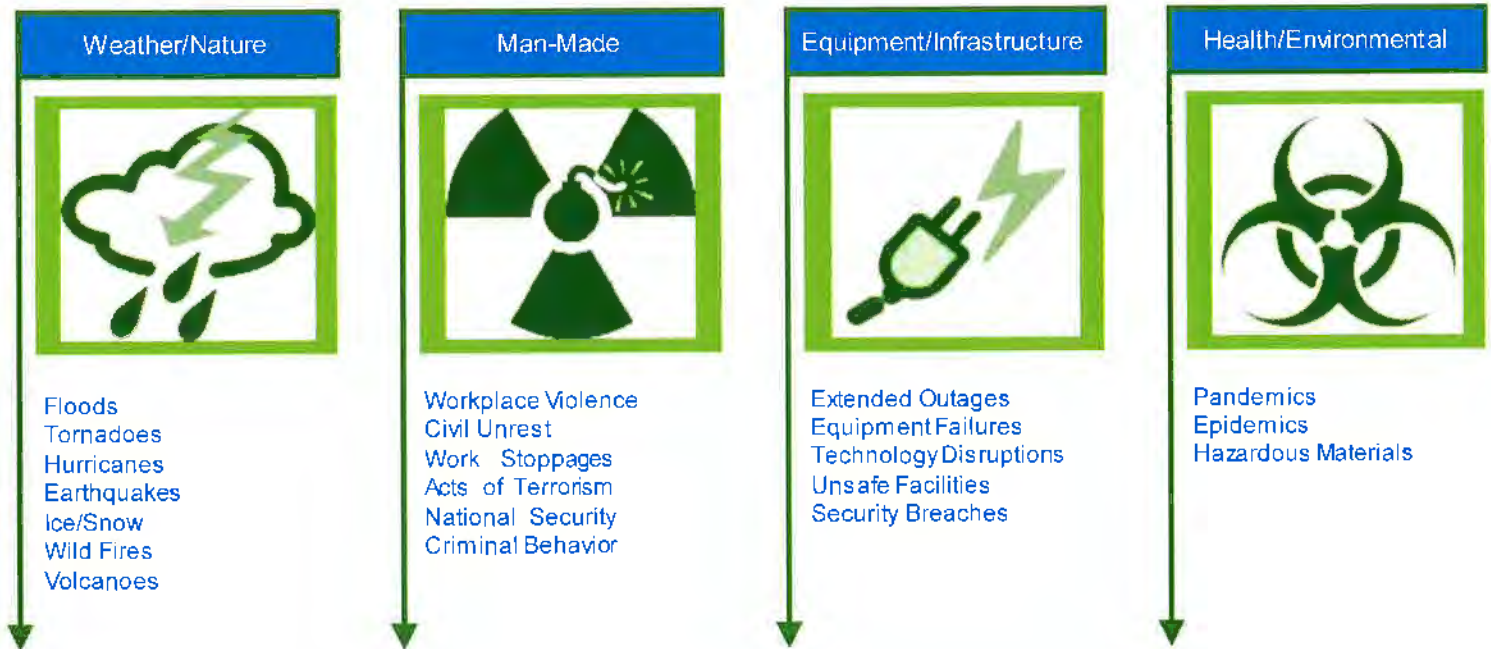 Weather/Nature
Floods
Tornadoes
Hurricanes
Earthquakes
Ice/Snow
Wild Fires
Volcanoes
Man-Made
Workplace Violence
Civil Unrest
Work Stoppages
Acts of Terrorism
National Security
Criminal Behavior
Equipment/Infrastructure
Extended Outages
Equipment Failures
Technology Disruptions
Unsafe Facilities
Security Breaches
Health/Environmental
Pandemics
Epidemics
Hazardous Materials